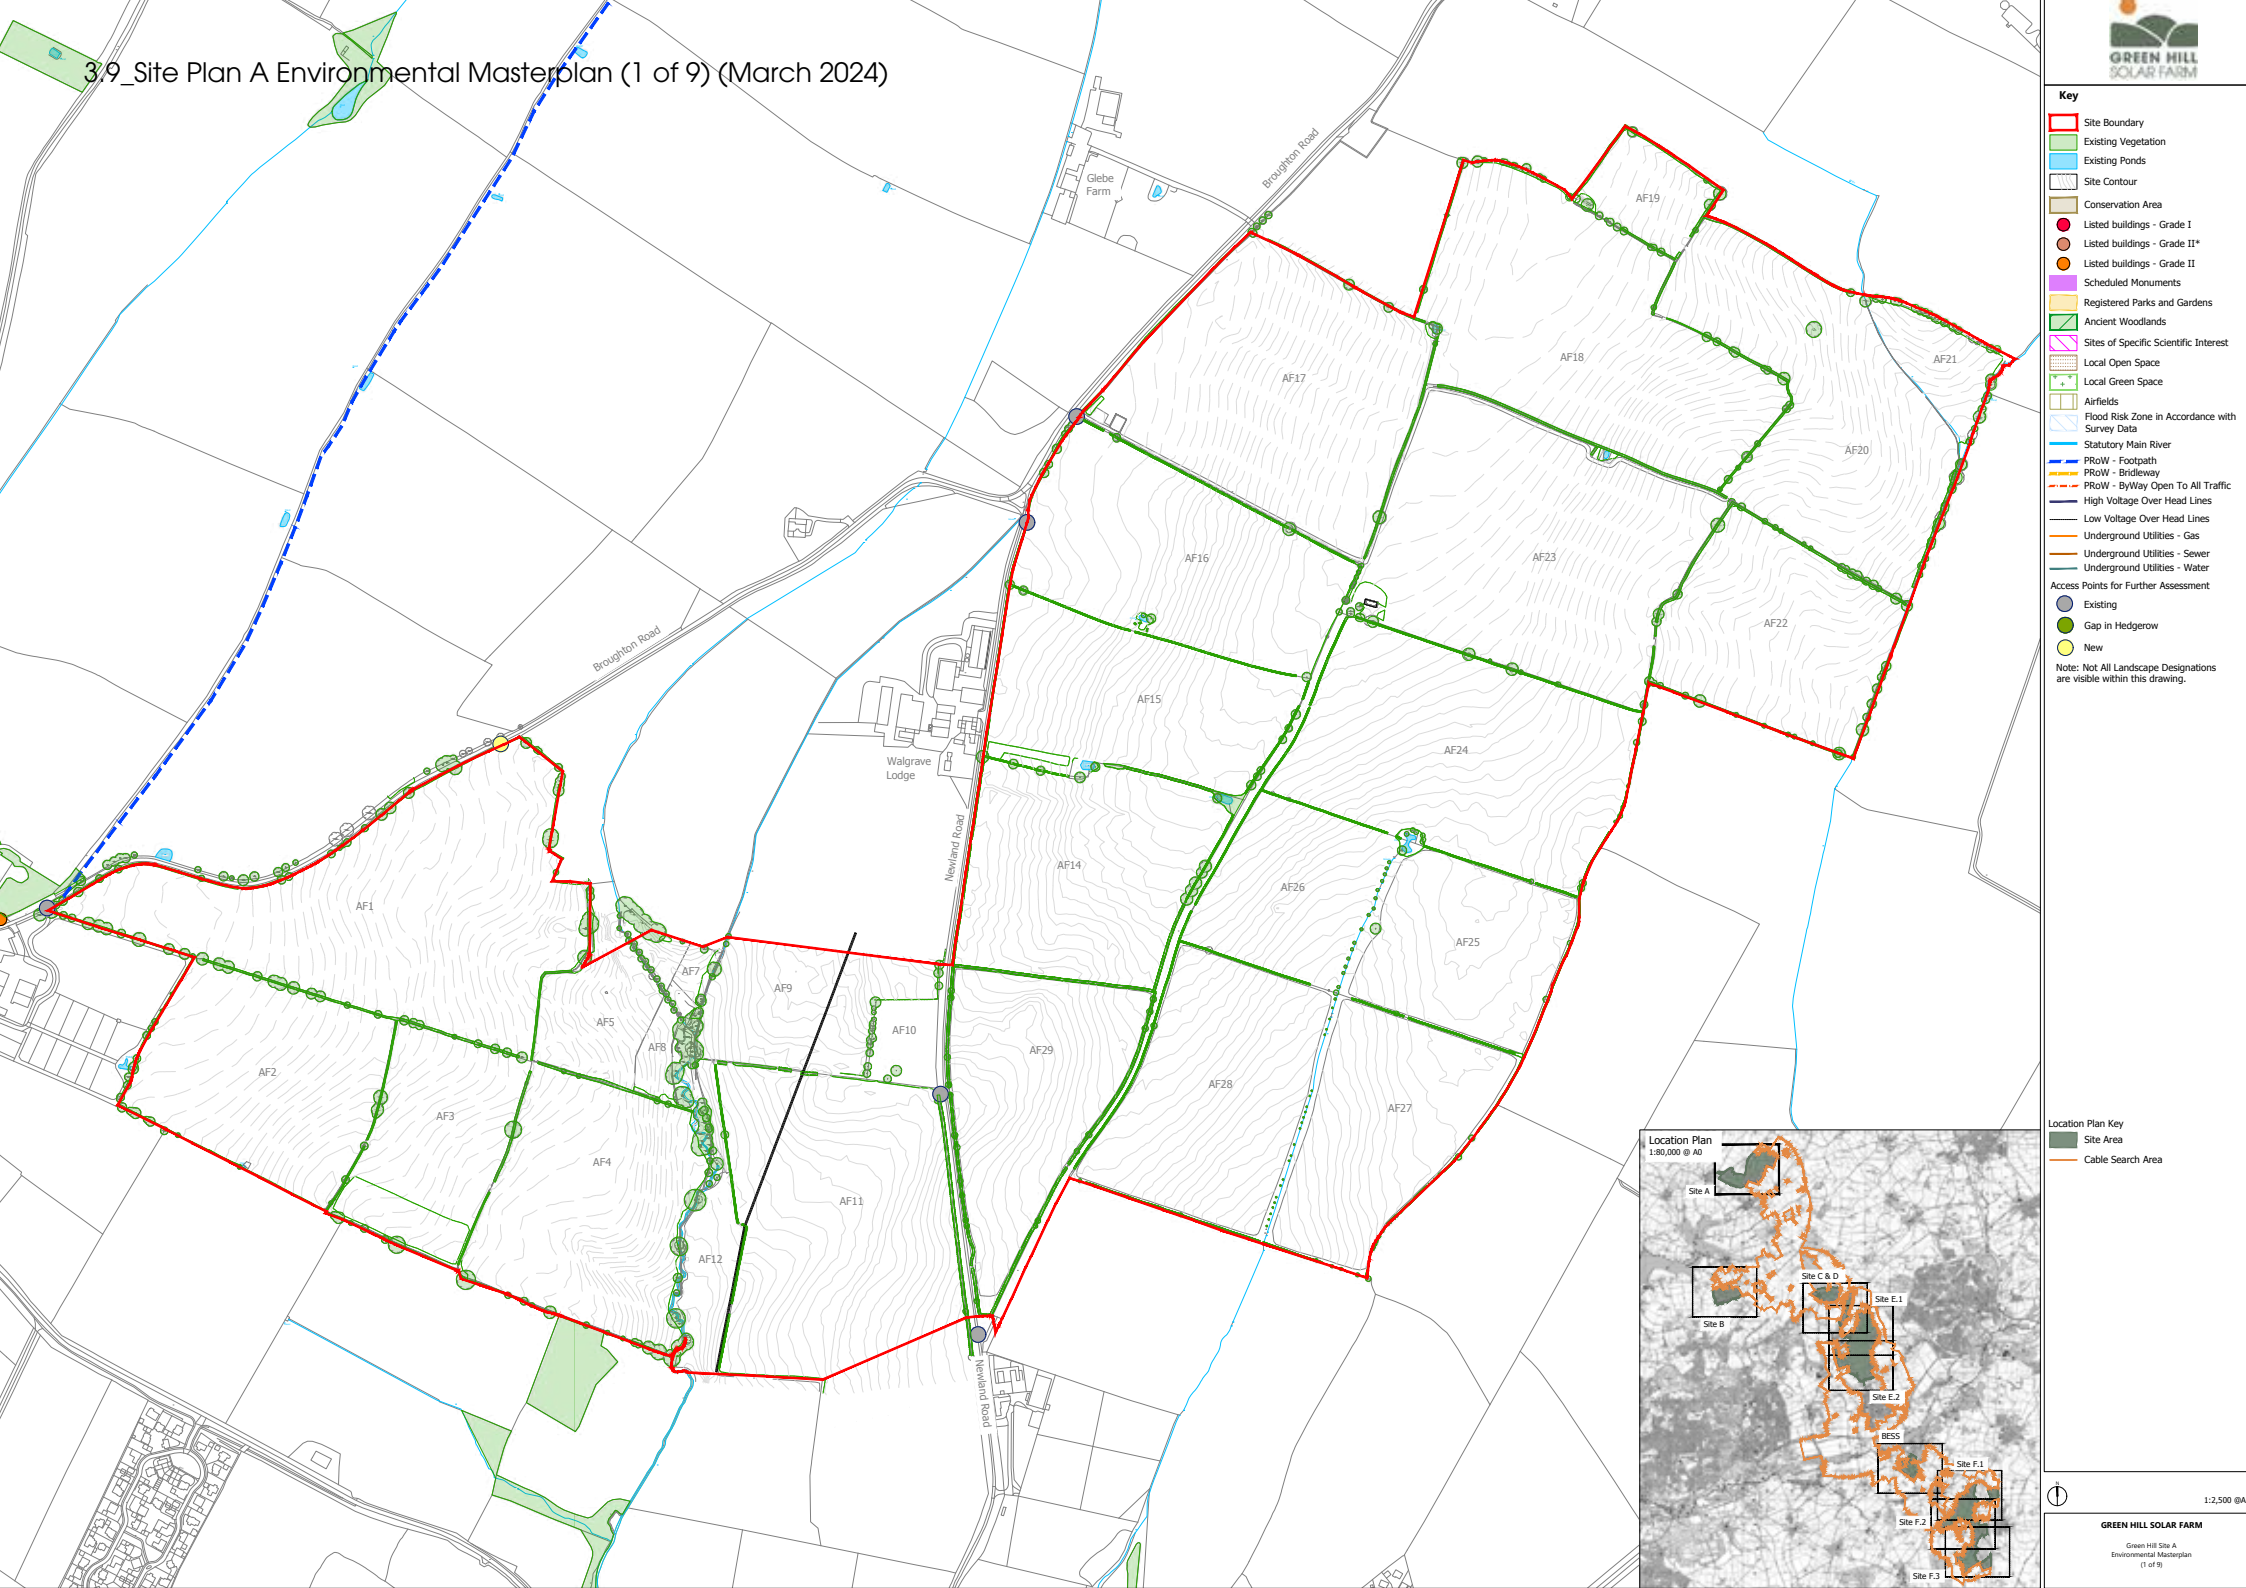 3.9_Site Plan A Environmental Masterplan (1 of 9) (March 2024)
GREEN HILL
SOLAR FARM
Key
Site Boundary
Existing Vegetation
Existing Ponds
Site Contour
Conservation Area
Listed buildings - Grade I
Listed buildings - Grade II*
Listed buildings - Grade II
Scheduled Monuments
Registered Parks and Gardens
Ancient Woodlands
Sites of Specific Scientific Interest
Local Open Space
Local Green Space
Airfields
Flood Risk Zone in Accordance with
Survey Data
Statutory Main River
PRoW - Footpath
PRoW - Bridleway
PRoW - ByWay Open To All Traffic
High Voltage Over Head Lines
Low Voltage Over Head Lines
Underground Utilities - Gas
Underground Utilities - Sewer
Underground Utilities - Water
Access Points for Further Assessment
Existing
Gap in Hedgerow
New
Note: Not All Landscape Designations
are visible within this drawing.
Location Plan Key
Site Area
Cable Search Area
N
1:2,500 @A
GREEN HILL SOLAR FARM
Green Hill Site A
Environmental Masterplan
(1 of 9)
Glebe
Farm
Broughton Road
AF19
AF17
AF18
AF21
AF20
AF16
AF23
AF22
Broughton Road
AF15
AF24
Walgrave
Lodge
Newland Road
AF14
AF26
AF1
AF25
AF7
AF9
AF5
AF10
AF8
AF29
AF2
AF28
AF3
AF27
AF4
AF11
AF12
Newland Road
Location Plan
1:80,000 @ A0
Site A
Site C & D
Site E.1
Site B
Site E.2
BESS
Site F.1
Site F.2
Site F.3